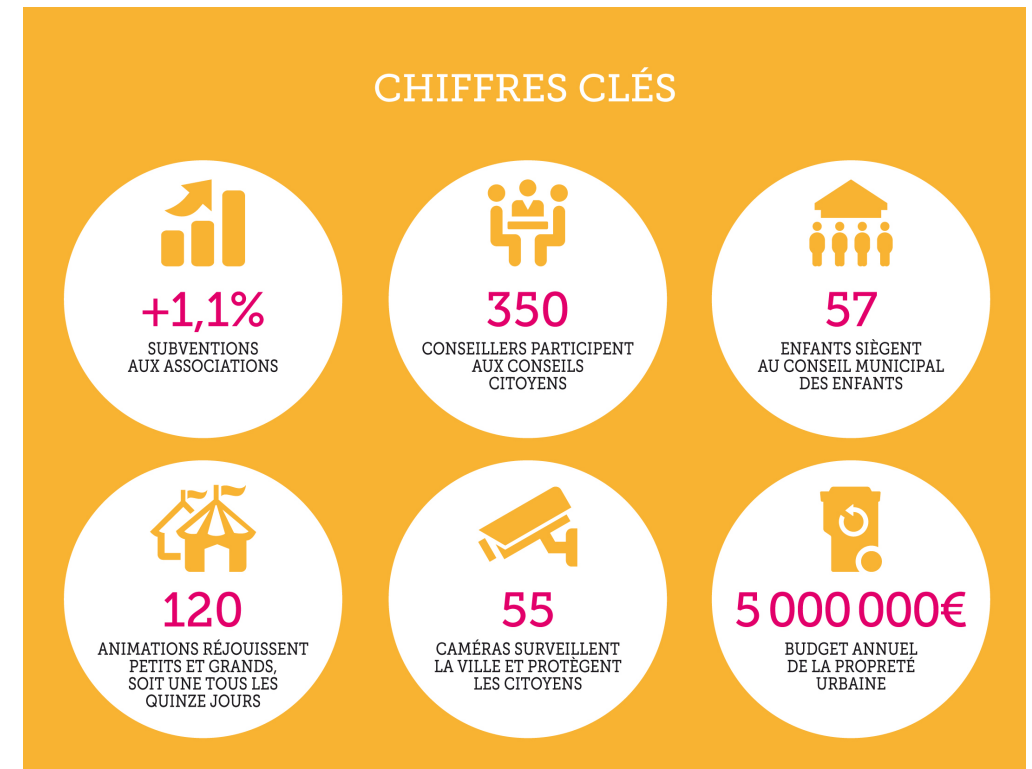 CHIFFRES CLÉS
+1,1%
SUBVENTIONS
AUX ASSOCIATIONS
350
CONSEILLERS PARTICIPENT
AUX CONSEILS
CITOYENS
57
ENFANTS SIÈGENT
AU CONSEIL MUNICIPAL
DES ENFANTS
120
ANIMATIONS RÉJOUISSENT
PETITS ET GRANDS,
SOIT UNE TOUS LES
QUINZE JOURS
55
CAMÉRAS SURVEILLENT
LA VILLE ET PROTÈGENT
LES CITOYENS
5 000 000€
BUDGET ANNUEL
DE LA PROPRETÉ
URBAINE